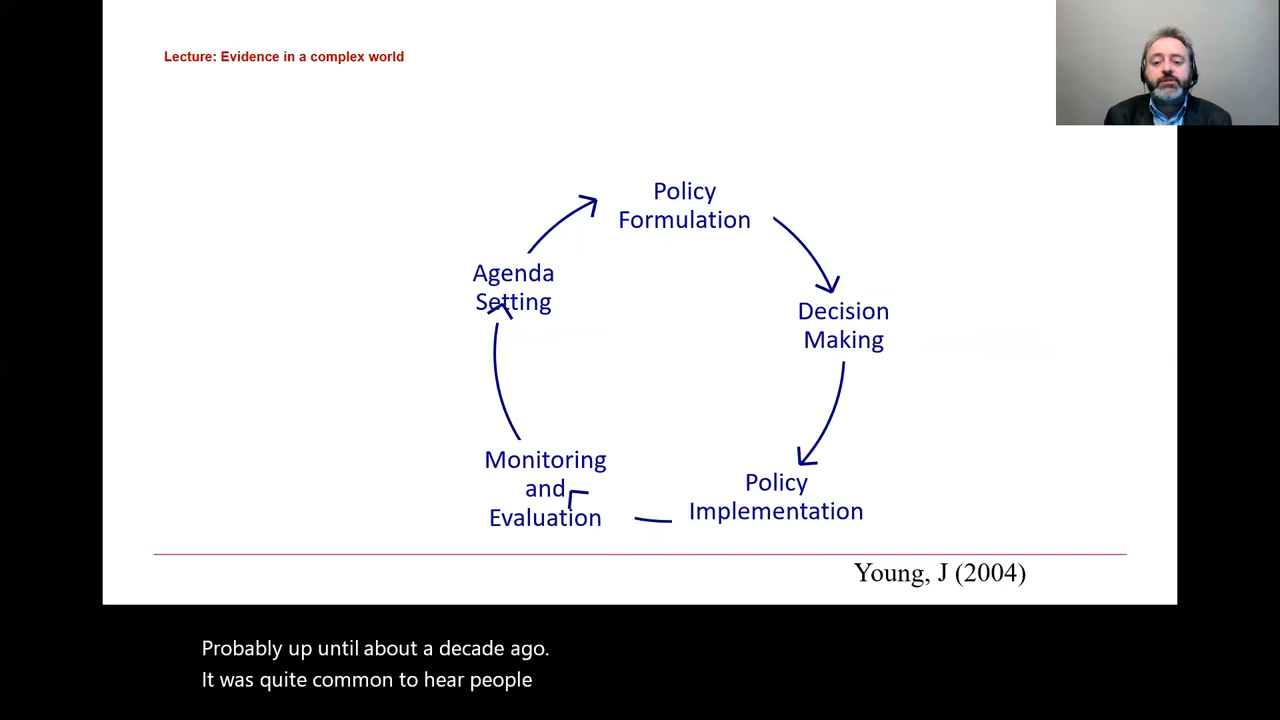 Lecture: Evidence in a complex world
Policy
Formulation
Agenda
Setting
Decision
Making
Monitoring
and
Evaluation
Policy
Implementation
Young, J (2004)
Probably up until about a decade ago.
It was quite common to hear people